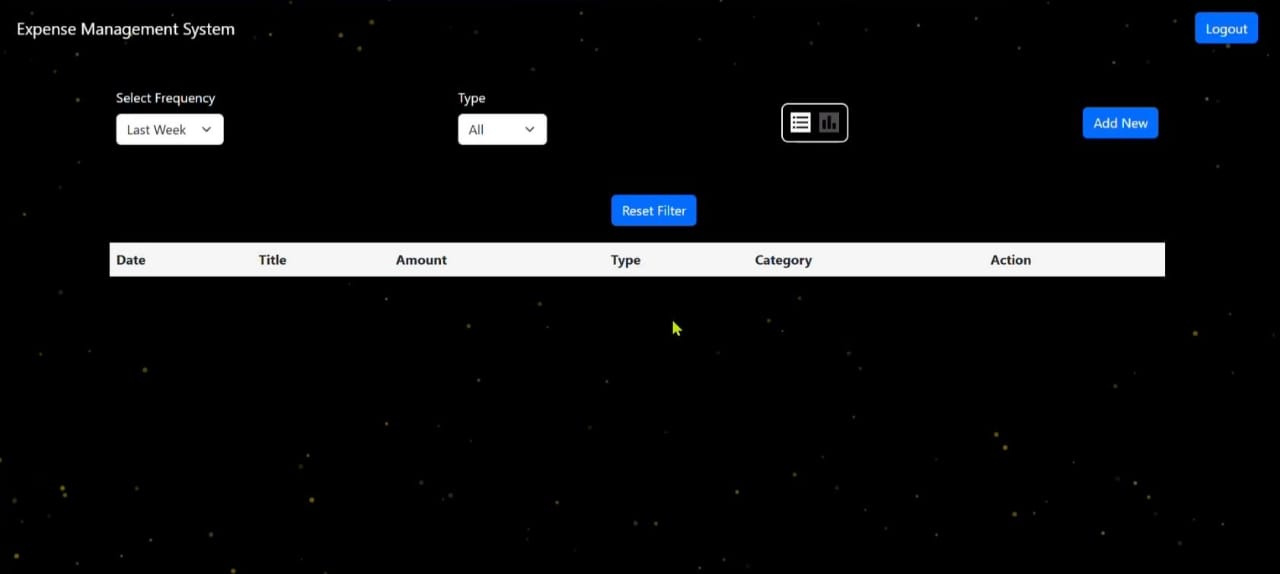 Expense Management System
Logout
Select Frequency
Type
Last Week
All
Add New
Reset Filter
Date Title Amount Type Category Action